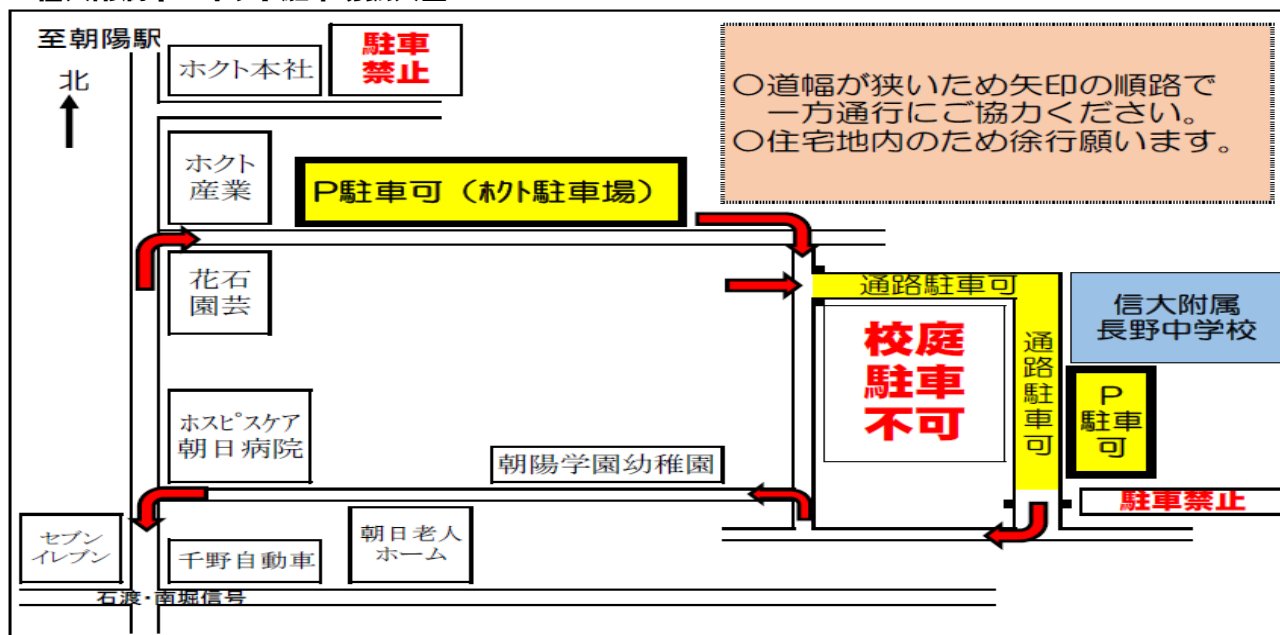 至朝陽駅
北
ホクト本社
駐車
禁止
○道幅が狭いため矢印の順路で
一方通行にご協力ください。
○住宅地内のため徐行願います。
ホクト
産業
P駐車可（ﾎｸﾄ駐車場）
花石
園芸
通路駐車可
信大附属
長野中学校
校庭
駐車
不可
通路駐車可
P
駐車
可
ホスピスケア
朝日病院
朝陽学園幼稚園
駐車禁止
セブン
イレブン
千野自動車
朝日老人
ホーム
石渡・南堀信号